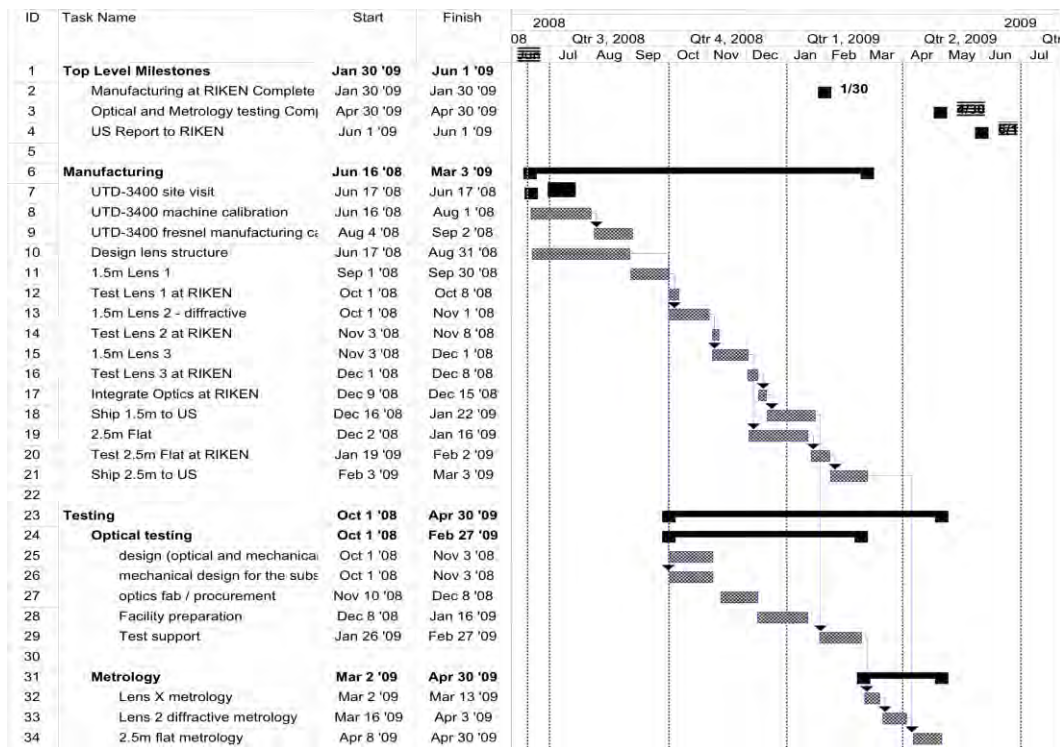 ID Task Name Start Finish 2008 2009
08 Qtr 3, 2008 Qtr 4, 2008 Qtr 1, 2009 Qtr 2, 2009 Qt
Jun Jul Aug Sep Oct Nov Dec Jan Feb Mar Apr May Jun Jul
1 Top Level Milestones Jan 30 '09 Jun 1 '09
2 Manufacturing at RIKEN Complete Jan 30 '09 Jan 30 '09 1/30
3 Optical and Metrology testing Comp Apr 30 '09 Apr 30 '09 4/30
4 US Report to RIKEN Jun 1 '09 Jun 1 '09 6/1
5
6 Manufacturing Jun 16 '08 Mar 3 '09
7 UTD-3400 site visit Jun 17 '08 Jun 17 '08
8 UTD-3400 machine calibration Jun 16 '08 Aug 1 '08
9 UTD-3400 fresnel manufacturing ca Aug 4 '08 Sep 2 '08
10 Design lens structure Jun 17 '08 Aug 31 '08
11 1.5m Lens 1 Sep 1 '08 Sep 30 '08
12 Test Lens 1 at RIKEN Oct 1 '08 Oct 8 '08
13 1.5m Lens 2 - diffractive Oct 1 '08 Nov 1 '08
14 Test Lens 2 at RIKEN Nov 3 '08 Nov 8 '08
15 1.5m Lens 3 Nov 3 '08 Dec 1 '08
16 Test Lens 3 at RIKEN Dec 1 '08 Dec 8 '08
17 Integrate Optics at RIKEN Dec 9 '08 Dec 15 '08
18 Ship 1.5m to US Dec 16 '08 Jan 22 '09
19 2.5m Flat Dec 2 '08 Jan 16 '09
20 Test 2.5m Flat at RIKEN Jan 19 '09 Feb 2 '09
21 Ship 2.5m to US Feb 3 '09 Mar 3 '09
22
23 Testing Oct 1 '08 Apr 30 '09
24 Optical testing Oct 1 '08 Feb 27 '09
25 design (optical and mechanica Oct 1 '08 Nov 3 '08
26 mechanical design for the subs Oct 1 '08 Nov 3 '08
27 optics fab / procurement Nov 10 '08 Dec 8 '08
28 Facility preparation Dec 8 '08 Jan 16 '09
29 Test support Jan 26 '09 Feb 27 '09
30
31 Metrology Mar 2 '09 Apr 30 '09
32 Lens X metrology Mar 2 '09 Mar 13 '09
33 Lens 2 diffractive metrology Mar 16 '09 Apr 3 '09
34 2.5m flat metrology Apr 8 '09 Apr 30 '09